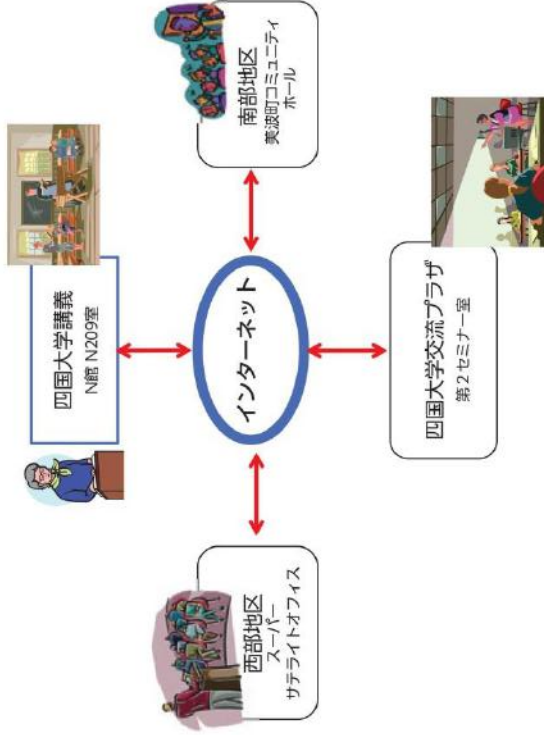 四国大学講義
N館 N209室
西部地区
スーパー
サテライトオフィス
インターネット
南部地区
美波町コミュニティ
ホール
四国大学交流プラザ
第2セミナー室